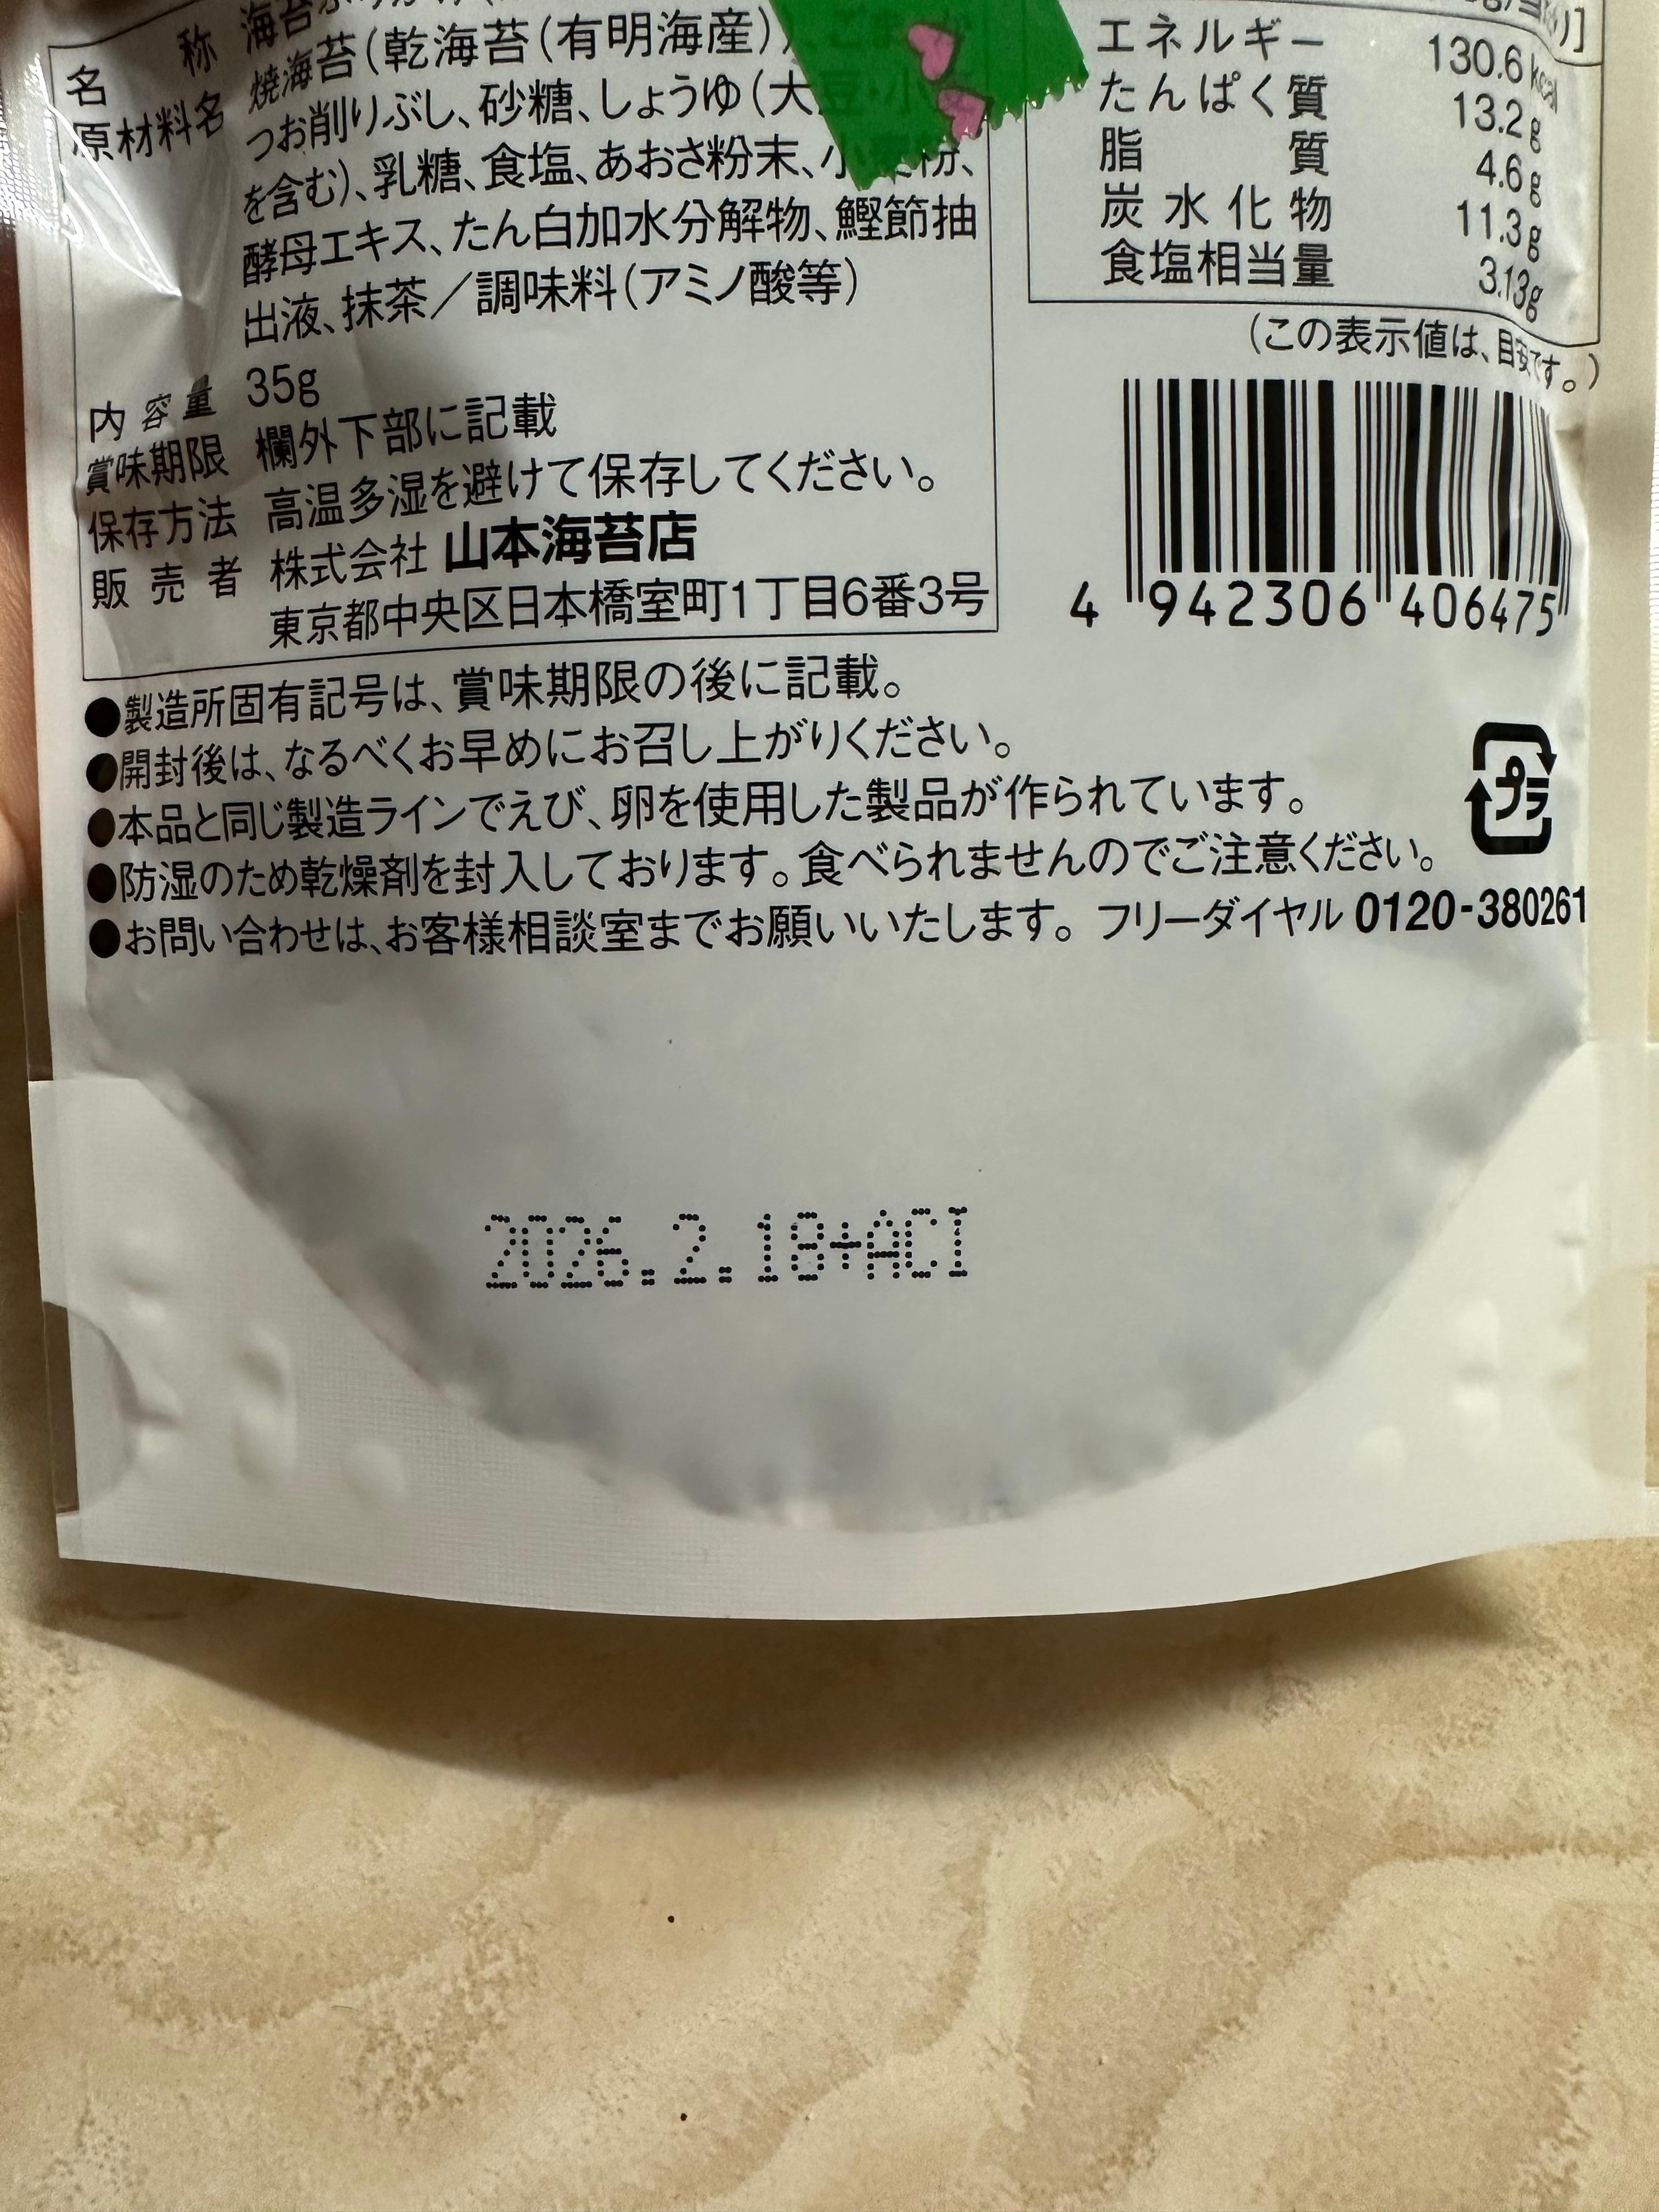 名称 海苔ふりかけ
原材料名 焼海苔(乾海苔(有明海産))
つお削りぶし、砂糖、しょうゆ(大豆・小
を含む)、乳糖、食塩、あおさ粉末、小 粉、
酵母エキス、たん白加水分解物、鰹節抽
出液、抹茶/調味料(アミノ酸等)
内容量 35g
賞味期限 欄外下部に記載
保存方法 高温多湿を避けて保存してください。
販売者 株式会社 山本海苔店
東京都中央区日本橋室町1丁目6番3号
エネルギー 130.6kcal
たんぱく質 13.2g
脂質 4.6g
炭水化物 11.3g
食塩相当量 3.13g
(この表示値は、目安です。)
4 942306 406475
●製造所固有記号は、賞味期限の後に記載。
●開封後は、なるべくお早めにお召し上がりください。
●本品と同じ製造ラインでえび、卵を使用した製品が作られています。
●防湿のため乾燥剤を封入しております。食べられませんのでご注意ください。
●お問い合わせは、お客様相談室までお願いいたします。フリーダイヤル 0120-380261
プラ
2026.2.18+ACI